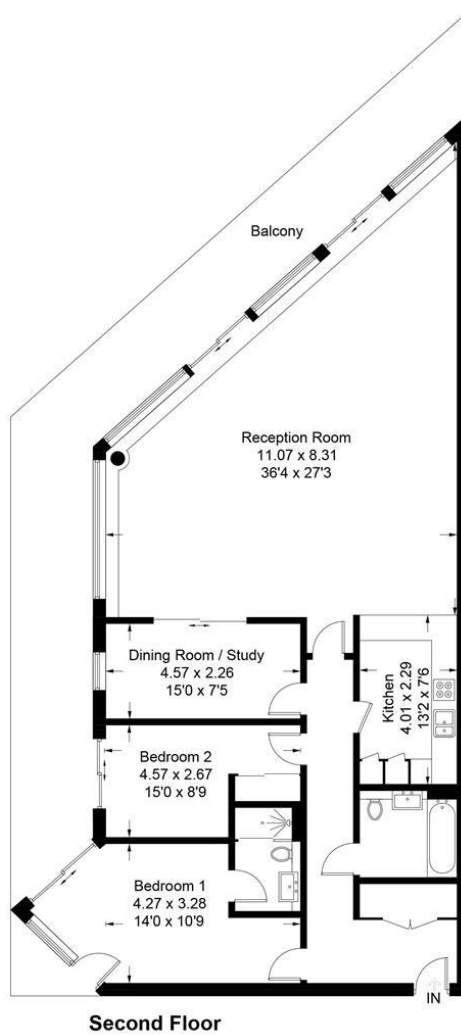 Balcony
Reception Room
11.07 x 8.31
36'4 x 27'3
Dining Room / Study
4.57 x 2.26
15'0 x 7'5
Kitchen
4.01 x 2.29
13'2 x 7'6
Bedroom 2
4.57 x 2.67
15'0 x 8'9
Bedroom 1
4.27 x 3.28
14'0 x 10'9
IN
Second Floor